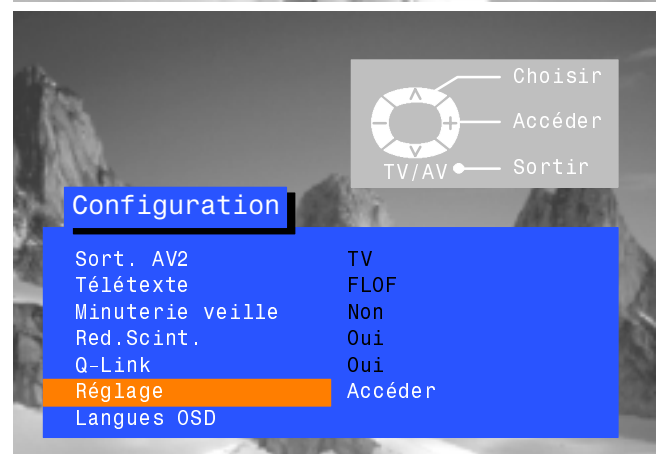 Choisir
Accéder
TV/AV Sortir
Configuration
Sort. AV2 TV
Télétexte FLOF
Minuterie veille Non
Red.Scint. Oui
Q-Link Oui
Réglage Accéder
Langues OSD